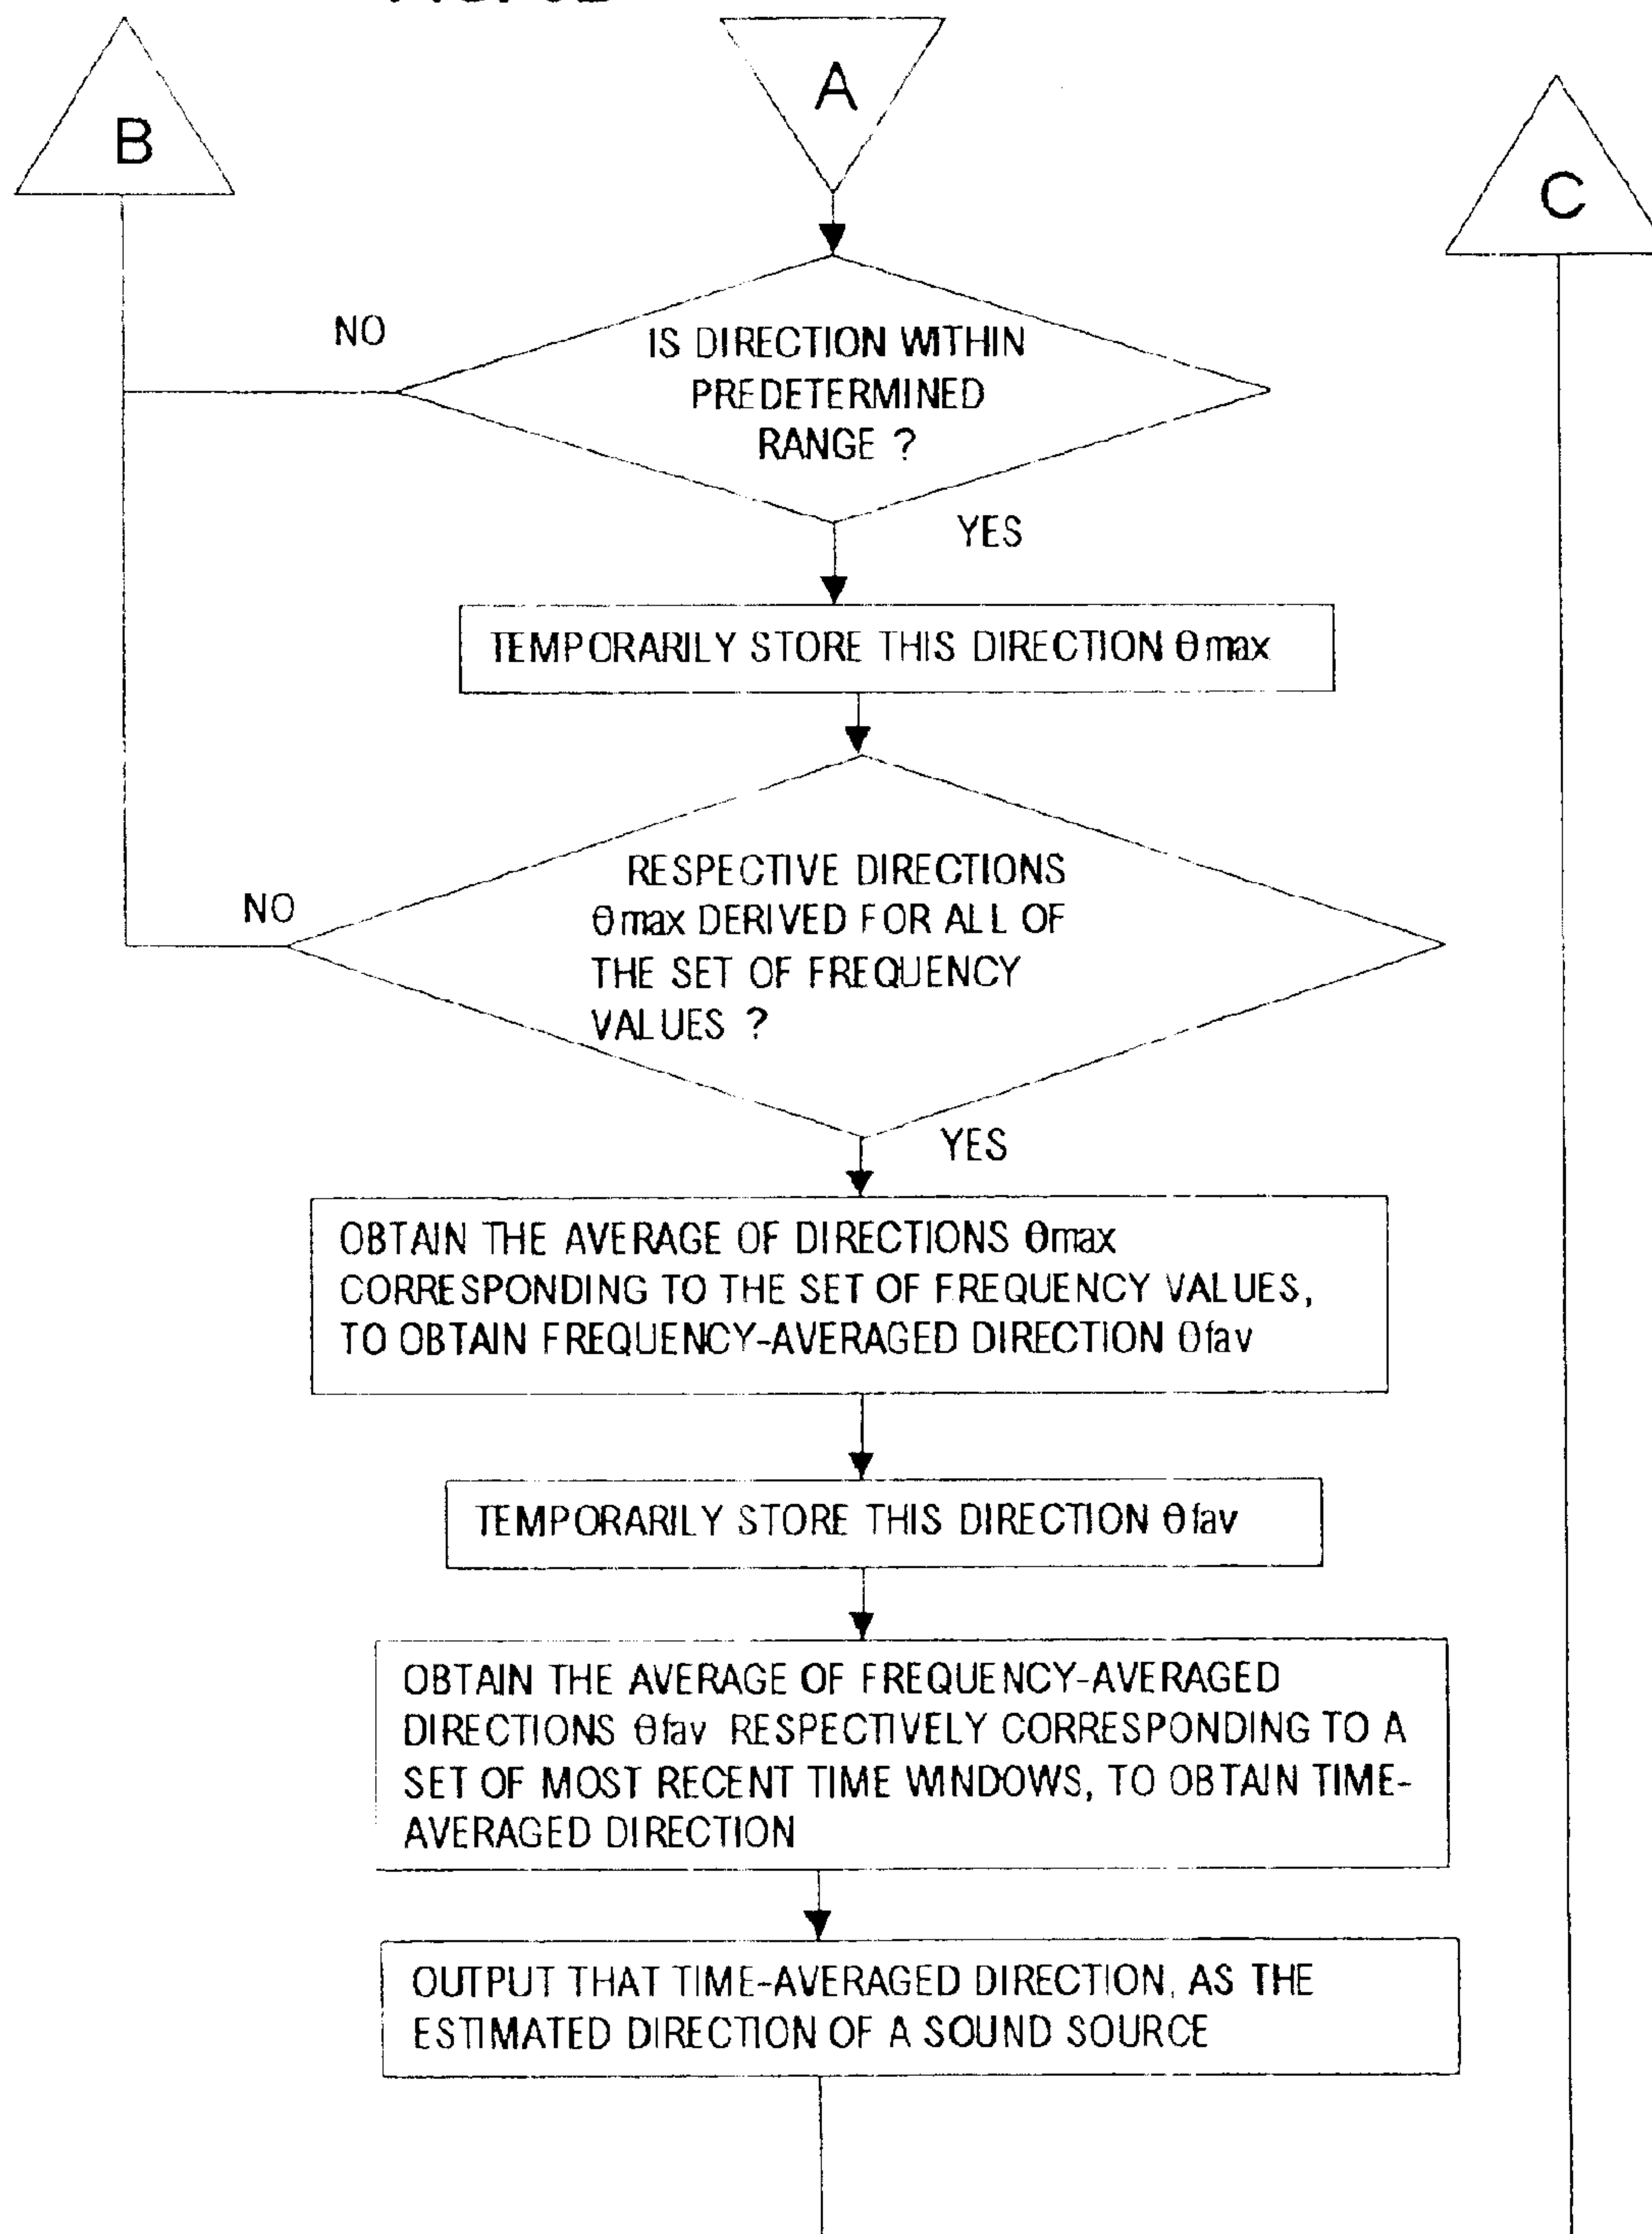 B
A
C
NO
IS DIRECTION WITHIN
PREDETERMINED
RANGE ?
YES
TEMPORARILY STORE THIS DIRECTION θmax
RESPECTIVE DIRECTIONS
NO
θmax DERIVED FOR ALL OF
THE SET OF FREQUENCY
VALUES ?
YES
OBTAIN THE AVERAGE OF DIRECTIONS θmax
CORRESPONDING TO THE SET OF FREQUENCY VALUES,
TO OBTAIN FREQUENCY-AVERAGED DIRECTION θfav
TEMPORARILY STORE THIS DIRECTION θfav
OBTAIN THE AVERAGE OF FREQUENCY-AVERAGED
DIRECTIONS θfav RESPECTIVELY CORRESPONDING TO A
SET OF MOST RECENT TIME WINDOWS, TO OBTAIN TIME-
AVERAGED DIRECTION
OUTPUT THAT TIME-AVERAGED DIRECTION, AS THE
ESTIMATED DIRECTION OF A SOUND SOURCE